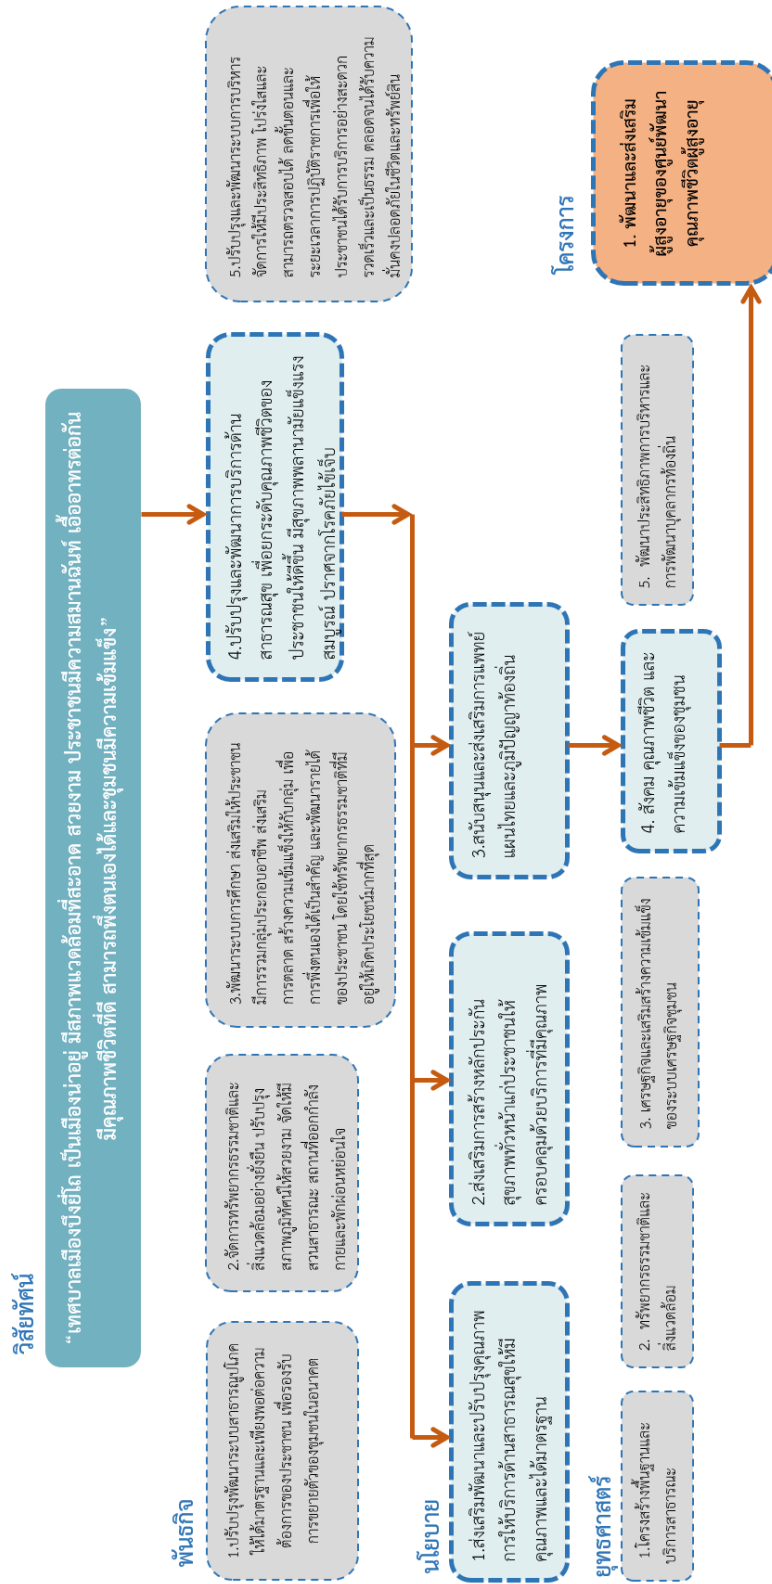 วิสัยทัศน์
“เทศบาลเมืองบึงยี่โถ เป็นเมืองน่าอยู่ มีสภาพแวดล้อมที่สะอาด สวยงาม ประชาชนมีความสมานฉันท์ เอื้ออาทรต่อกัน
มีคุณภาพชีวิตที่ดี สามารถพึ่งตนเองได้และชุมชนมีความเข้มแข็ง”
พันธกิจ
1.ปรับปรุงพัฒนาระบบสาธารณูปโภค
ให้ได้มาตรฐานและเพียงพอต่อความ
ต้องการของประชาชน เพื่อรองรับ
การขยายตัวของชุมชนในอนาคต
2.จัดการทรัพยากรธรรมชาติและ
สิ่งแวดล้อมอย่างยั่งยืน ปรับปรุง
สภาพภูมิทัศน์ให้สวยงาม จัดให้มี
สวนสาธารณะ สถานที่ออกกำลัง
กายและพักผ่อนหย่อนใจ
3.พัฒนาระบบการศึกษา ส่งเสริมให้ประชาชน
มีการรวมกลุ่มประกอบอาชีพ ส่งเสริม
การตลาด สร้างความเข้มแข็งให้กับกลุ่ม เพื่อ
การพึ่งตนเองได้เป็นสำคัญ และพัฒนารายได้
ของประชาชน โดยใช้ทรัพยากรธรรมชาติที่มี
อยู่ให้เกิดประโยชน์มากที่สุด
4.ปรับปรุงและพัฒนาการบริการด้าน
สาธารณสุข เพื่อยกระดับคุณภาพชีวิตของ
ประชาชนให้ดีขึ้น มีสุขภาพพลานามัยแข็งแรง
สมบูรณ์ ปราศจากโรคภัยไข้เจ็บ
5.ปรับปรุงและพัฒนาระบบการบริหาร
จัดการให้มีประสิทธิภาพ โปร่งใสและ
สามารถตรวจสอบได้ ลดขั้นตอนและ
ระยะเวลาการปฏิบัติราชการเพื่อให้
ประชาชนได้รับการบริการอย่างสะดวก
รวดเร็วและเป็นธรรม ตลอดจนได้รับความ
มั่นคงปลอดภัยในชีวิตและทรัพย์สิน
นโยบาย
1.ส่งเสริมพัฒนาและปรับปรุงคุณภาพ
การให้บริการด้านสาธารณสุขให้มี
คุณภาพและได้มาตรฐาน
2.ส่งเสริมการสร้างหลักประกัน
สุขภาพทั่วหน้าแก่ประชาชนให้
ครอบคลุมด้วยบริการที่มีคุณภาพ
3.สนับสนุนและส่งเสริมการแพทย์
แผนไทยและภูมิปัญญาท้องถิ่น
ยุทธศาสตร์
1.โครงสร้างพื้นฐานและ
บริการสาธารณะ
2. ทรัพยากรธรรมชาติและ
สิ่งแวดล้อม
3. เศรษฐกิจและเสริมสร้างความเข้มแข็ง
ของระบบเศรษฐกิจชุมชน
4. สังคม คุณภาพชีวิต และ
ความเข้มแข็งของชุมชน
5. พัฒนาประสิทธิภาพการบริหารและ
การพัฒนาบุคลากรท้องถิ่น
โครงการ
1. พัฒนาและส่งเสริม
ผู้สูงอายุของศูนย์พัฒนา
คุณภาพชีวิตผู้สูงอายุ